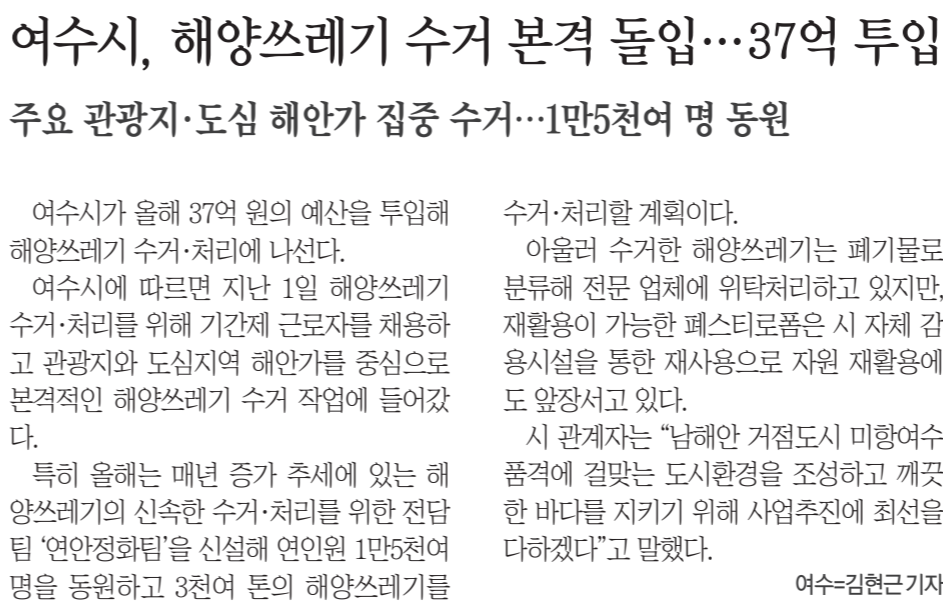 여수시, 해양쓰레기 수거 본격 돌입…37억 투입
주요 관광지·도심 해안가 집중 수거…1만5천여 명 동원
여수시가 올해 37억 원의 예산을 투입해
해양쓰레기 수거·처리에 나선다.
여수시에 따르면 지난 1일 해양쓰레기
수거·처리를 위해 기간제 근로자를 채용하
고 관광지와 도심지역 해안가를 중심으로
본격적인 해양쓰레기 수거 작업에 들어갔
다.
특히 올해는 매년 증가 추세에 있는 해
양쓰레기의 신속한 수거·처리를 위한 전담
팀 ‘연안정화팀’을 신설해 연인원 1만5천여
명을 동원하고 3천여 톤의 해양쓰레기를
수거·처리할 계획이다.
아울러 수거한 해양쓰레기는 폐기물로
분류해 전문 업체에 위탁처리하고 있지만,
재활용이 가능한 폐스티로폼은 시 자체 감
용시설을 통한 재사용으로 자원 재활용에
도 앞장서고 있다.
시 관계자는 “남해안 거점도시 미항여수
품격에 걸맞는 도시환경을 조성하고 깨끗
한 바다를 지키기 위해 사업추진에 최선을
다하겠다”고 말했다.
여수=김현근 기자